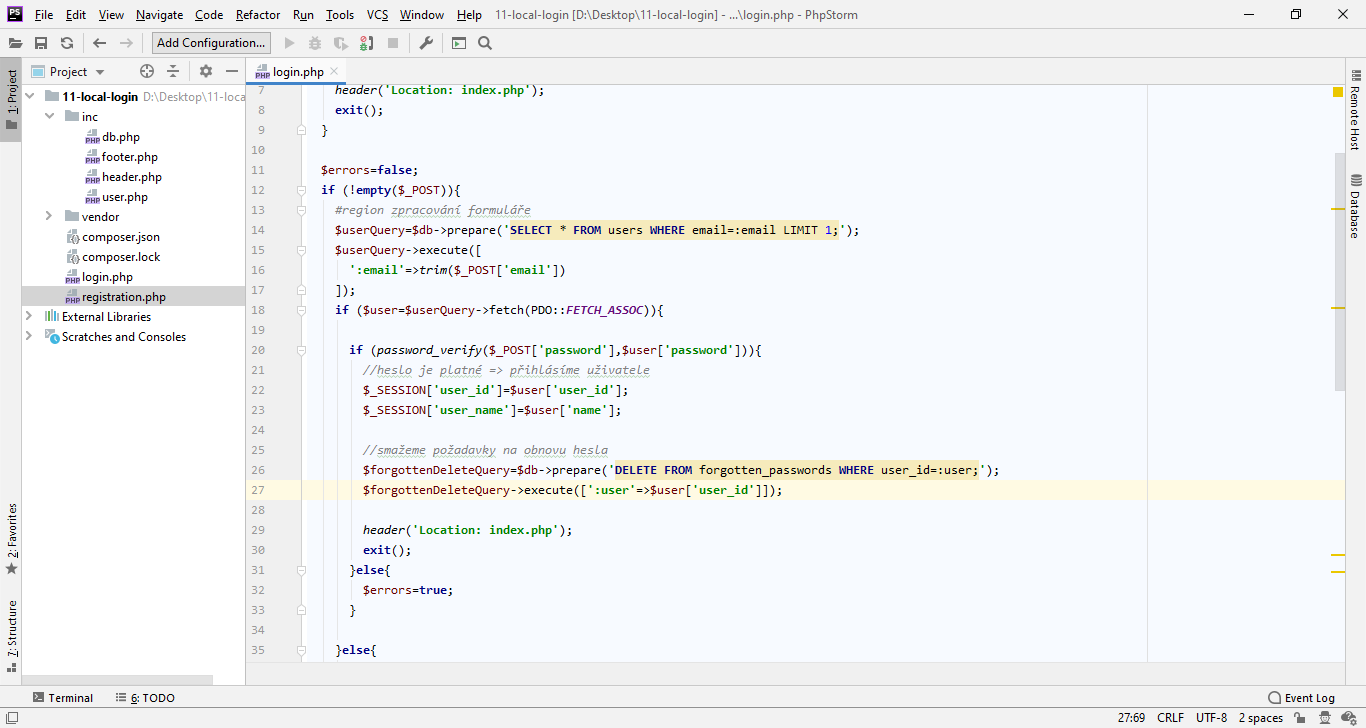 PS File Edit View Navigate Code Refactor Run Tools VCS Window Help 11-local-login [D:\Desktop\11-local-login] - ...\login.php - PhpStorm
Add Configuration...
1: Project
Project
PHP login.php
11-local-login D:\Desktop\11-loca
inc
PHP db.php
PHP footer.php
PHP header.php
PHP user.php
vendor
composer.json
composer.lock
PHP login.php
PHP registration.php
External Libraries
Scratches and Consoles
2: Favorites
7: Structure
7 header('Location: index.php');
8 exit();
9 }
10
11 $errors=false;
12 if (!empty($_POST)){
13 #region zpracování formuláře
14 $userQuery=$db->prepare('SELECT * FROM users WHERE email=:email LIMIT 1;');
15 $userQuery->execute([
16 ':email'=>trim($_POST['email'])
17 ]);
18 if ($user=$userQuery->fetch(PDO::FETCH_ASSOC)){
19
20 if (password_verify($_POST['password'],$user['password'])){
21 //heslo je platné => přihlásíme uživatele
22 $_SESSION['user_id']=$user['user_id'];
23 $_SESSION['user_name']=$user['name'];
24
25 //smažeme požadavky na obnovu hesla
26 $forgottenDeleteQuery=$db->prepare('DELETE FROM forgotten_passwords WHERE user_id=:user;');
27 $forgottenDeleteQuery->execute([':user'=>$user['user_id']]);
28
29 header('Location: index.php');
30 exit();
31 }else{
32 $errors=true;
33 }
34
35 }else{
Remote Host
Database
Terminal 6: TODO Event Log
27:69 CRLF UTF-8 2 spaces